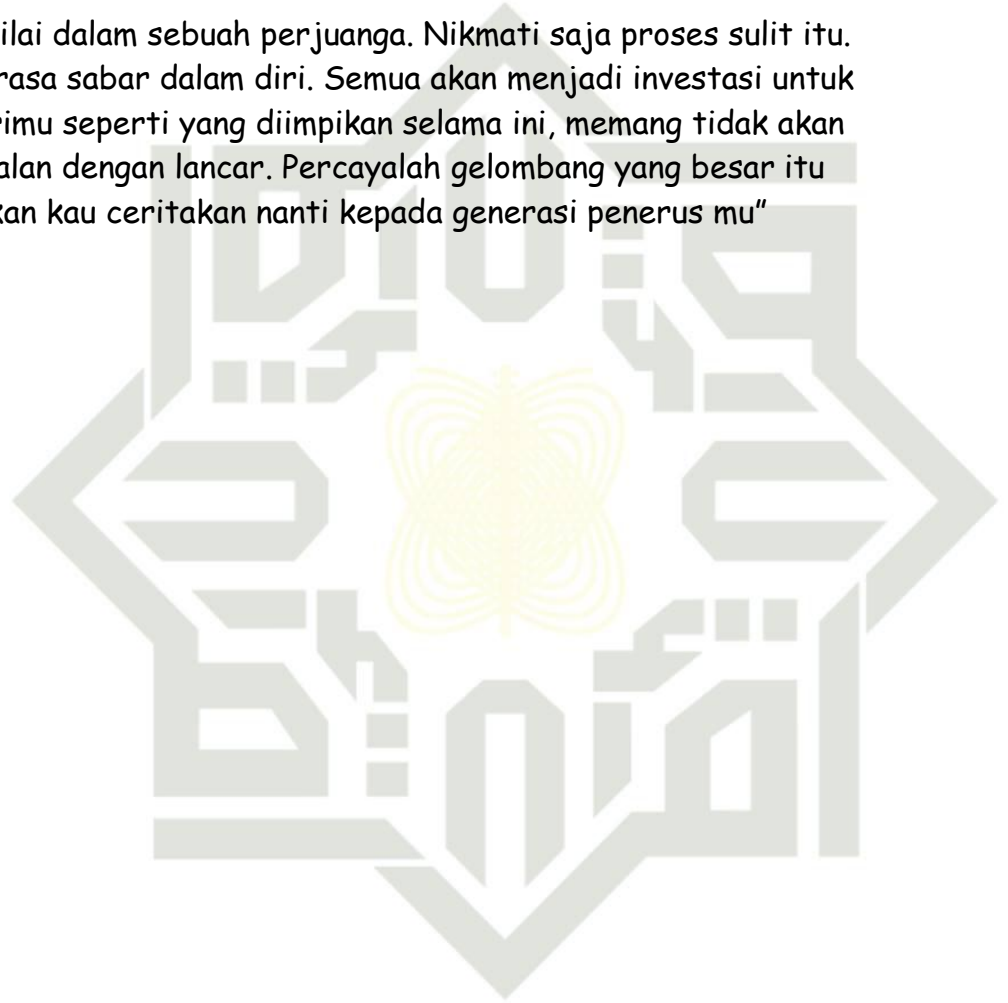 ilai dalam sebuah perjuanga. Nikmati saja proses sulit itu.
rasa sabar dalam diri. Semua akan menjadi investasi untuk
rimu seperti yang diimpikan selama ini, memang tidak akan
alan dengan lancar. Percayalah gelombang yang besar itu
kan kau ceritakan nanti kepada generasi penerus mu”